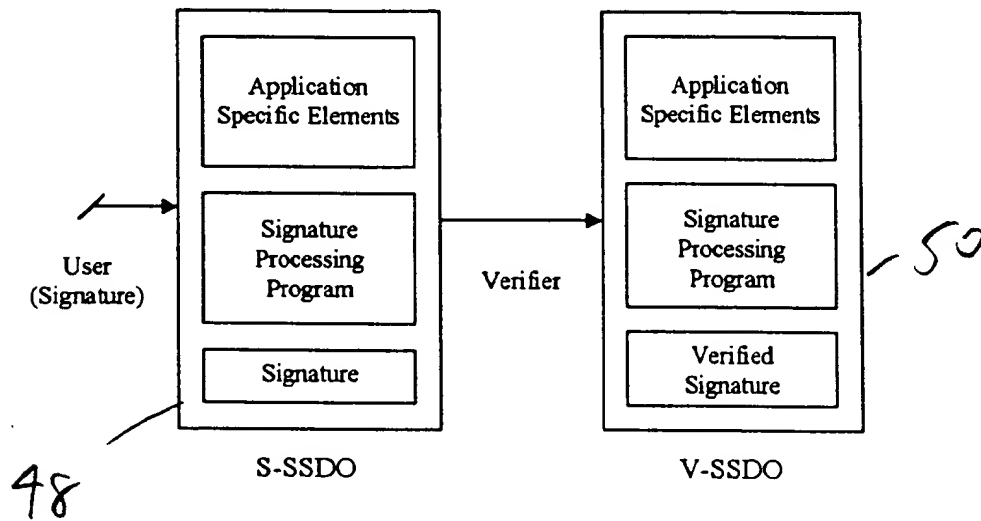 Application
Specific Elements
Signature
Processing
Program
Signature
S-SSDO
User
(Signature)
48
Verifier
Application
Specific Elements
Signature
Processing
Program
Verified
Signature
V-SSDO
50